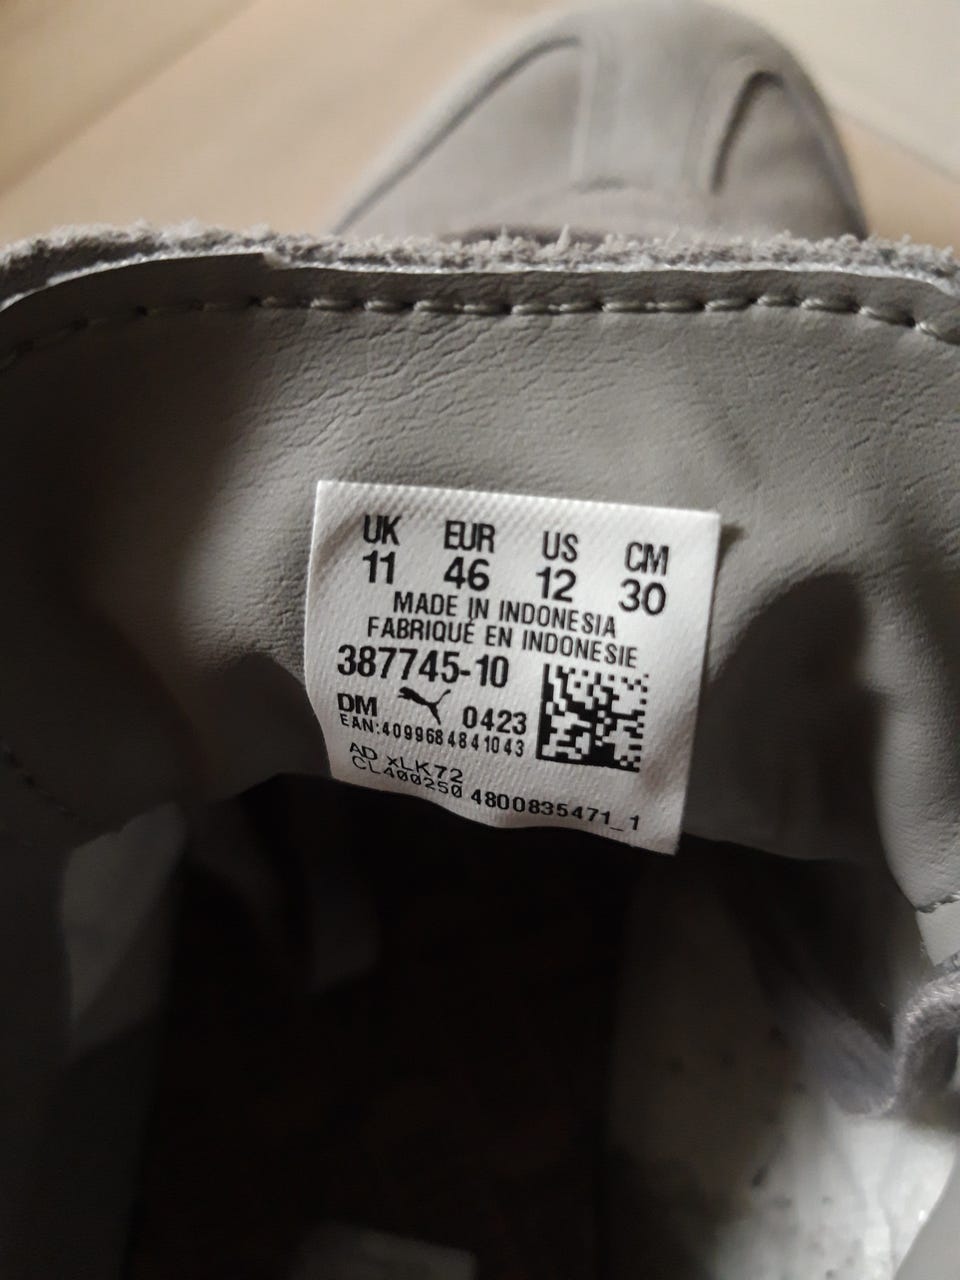 UK EUR US CM
11 46 12 30
MADE IN INDONESIA
FABRIQUÉ EN INDONESIE
387745-10
DM 0423
EAN:4099684841043
AD xLK72
CL400250 4800835471_1